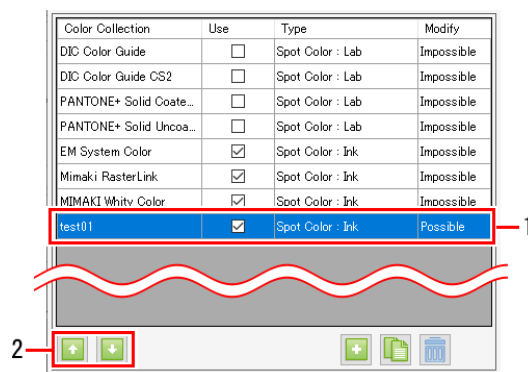 Color Collection Use Type Modify
DIC Color Guide Spot Color : Lab Impossible
DIC Color Guide CS2 Spot Color : Lab Impossible
PANTONE+ Solid Coate... Spot Color : Lab Impossible
PANTONE+ Solid Uncoa... Spot Color : Lab Impossible
EM System Color Spot Color : Ink Impossible
Mimaki RasterLink Spot Color : Ink Impossible
MIMAKI Whity Color Spot Color : Ink Impossible
test01 Spot Color : Ink Possible
1
2